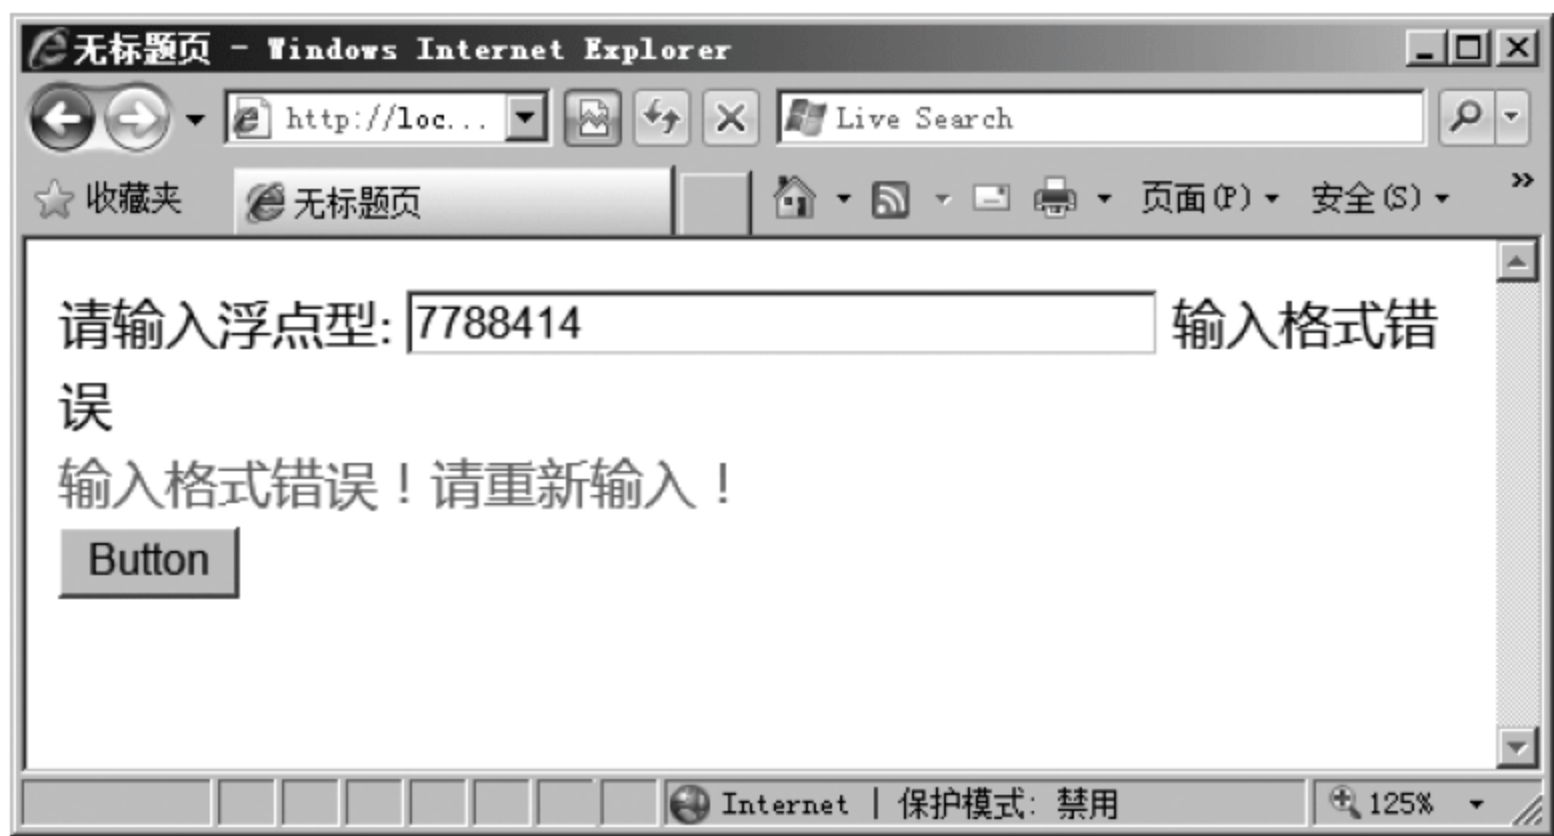 无标题页 - Windows Internet Explorer
http://loc... Live Search
收藏夹 无标题页 页面(P) 安全(S) »
请输入浮点型: 7788414 输入格式错
误
输入格式错误！请重新输入！
Button
Internet | 保护模式: 禁用 125%